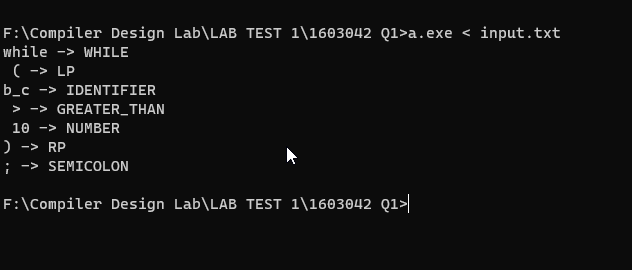 F:\Compiler Design Lab\LAB TEST 1\1603042 Q1>a.exe < input.txt
while -> WHILE
 ( -> LP
b_c -> IDENTIFIER
 > -> GREATER_THAN
 10 -> NUMBER
) -> RP
; -> SEMICOLON
F:\Compiler Design Lab\LAB TEST 1\1603042 Q1>